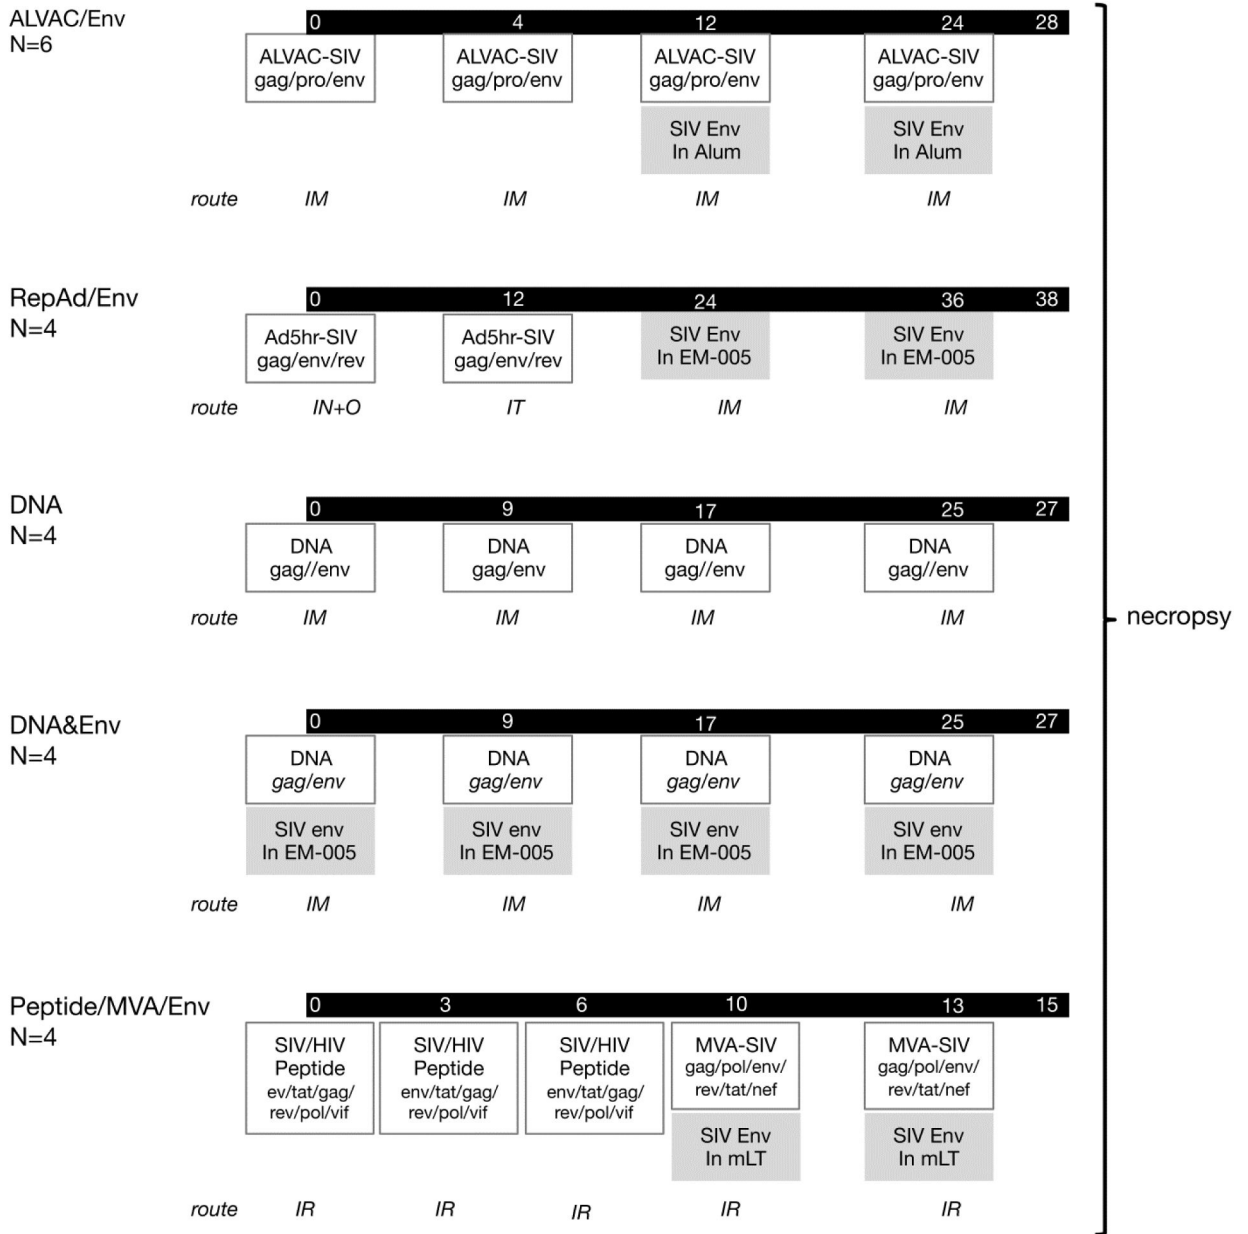 ALVAC/Env
N=6
0 4 12 24 28
ALVAC-SIV
gag/pro/env
ALVAC-SIV
gag/pro/env
ALVAC-SIV
gag/pro/env
ALVAC-SIV
gag/pro/env
SIV Env
In Alum
SIV Env
In Alum
route IM IM IM IM
RepAd/Env
N=4
0 12 24 36 38
Ad5hr-SIV
gag/env/rev
Ad5hr-SIV
gag/env/rev
SIV Env
In EM-005
SIV Env
In EM-005
route IN+O IT IM IM
DNA
N=4
0 9 17 25 27
DNA
gag//env
DNA
gag/env
DNA
gag//env
DNA
gag//env
route IM IM IM IM
necropsy
DNA&Env
N=4
0 9 17 25 27
DNA
gag/env
DNA
gag/env
DNA
gag/env
DNA
gag/env
SIV env
In EM-005
SIV env
In EM-005
SIV env
In EM-005
SIV env
In EM-005
route IM IM IM IM
Peptide/MVA/Env
N=4
0 3 6 10 13 15
SIV/HIV
Peptide
ev/tat/gag/
rev/pol/vif
SIV/HIV
Peptide
env/tat/gag/
rev/pol/vif
SIV/HIV
Peptide
env/tat/gag/
rev/pol/vif
MVA-SIV
gag/pol/env/
rev/tat/nef
MVA-SIV
gag/pol/env/
rev/tat/nef
SIV Env
In mLT
SIV Env
In mLT
route IR IR IR IR IR